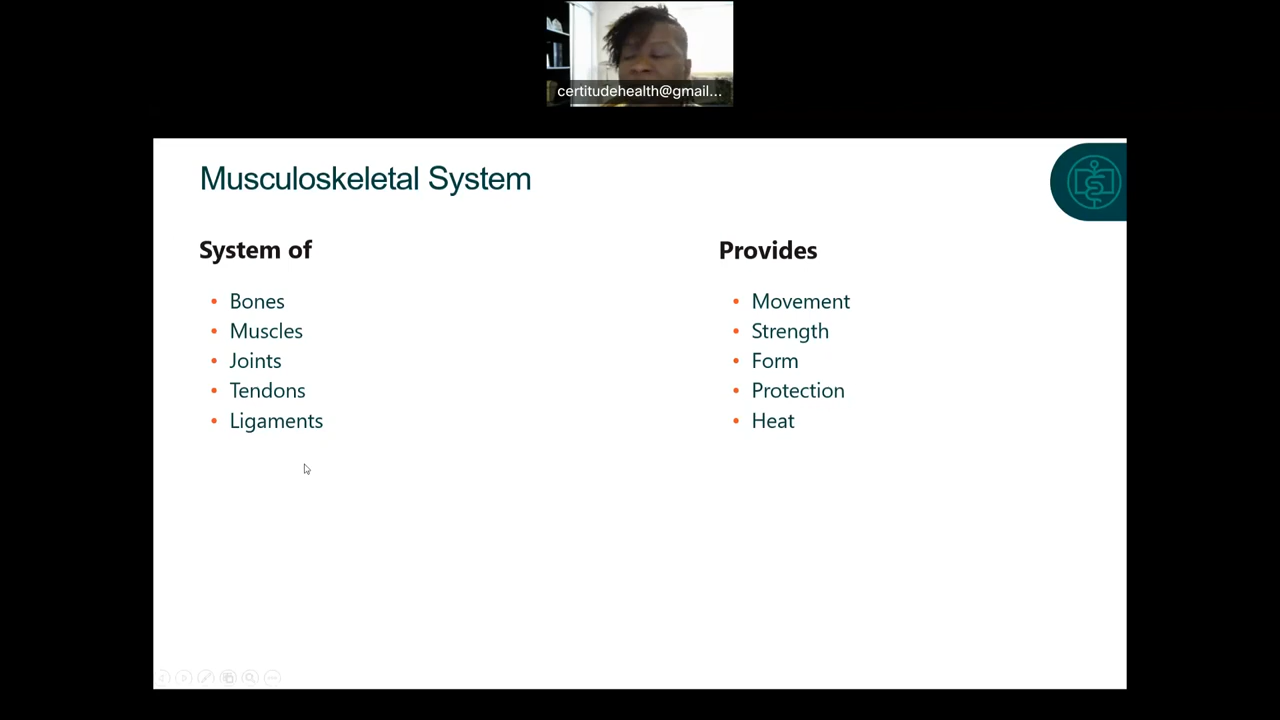 certitudehealth@gmail...
Musculoskeletal System
System of
Bones
Muscles
Joints
Tendons
Ligaments
Provides
Movement
Strength
Form
Protection
Heat